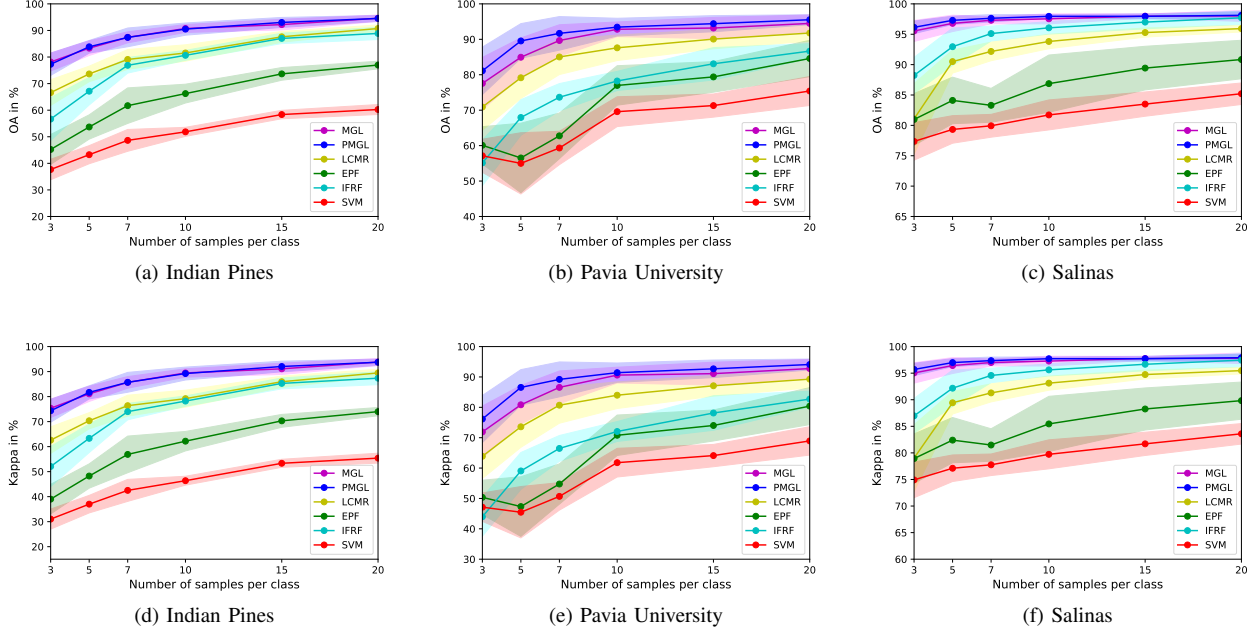 OA in %
100
90
80
70
60
50
40
30
20
3
5
7
10
15
20
Number of samples per class
MGL
PMGL
LCMR
EPF
IFRF
SVM
(a) Indian Pines
OA in %
100
90
80
70
60
50
40
3
5
7
10
15
20
Number of samples per class
MGL
PMGL
LCMR
EPF
IFRF
SVM
(b) Pavia University
OA in %
100
95
90
85
80
75
70
65
3
5
7
10
15
20
Number of samples per class
MGL
PMGL
LCMR
EPF
IFRF
SVM
(c) Salinas
Kappa in %
100
90
80
70
60
50
40
30
20
3
5
7
10
15
20
Number of samples per class
MGL
PMGL
LCMR
EPF
IFRF
SVM
(d) Indian Pines
Kappa in %
100
90
80
70
60
50
40
30
3
5
7
10
15
20
Number of samples per class
MGL
PMGL
LCMR
EPF
IFRF
SVM
(e) Pavia University
Kappa in %
100
95
90
85
80
75
70
65
60
3
5
7
10
15
20
Number of samples per class
MGL
PMGL
LCMR
EPF
IFRF
SVM
(f) Salinas